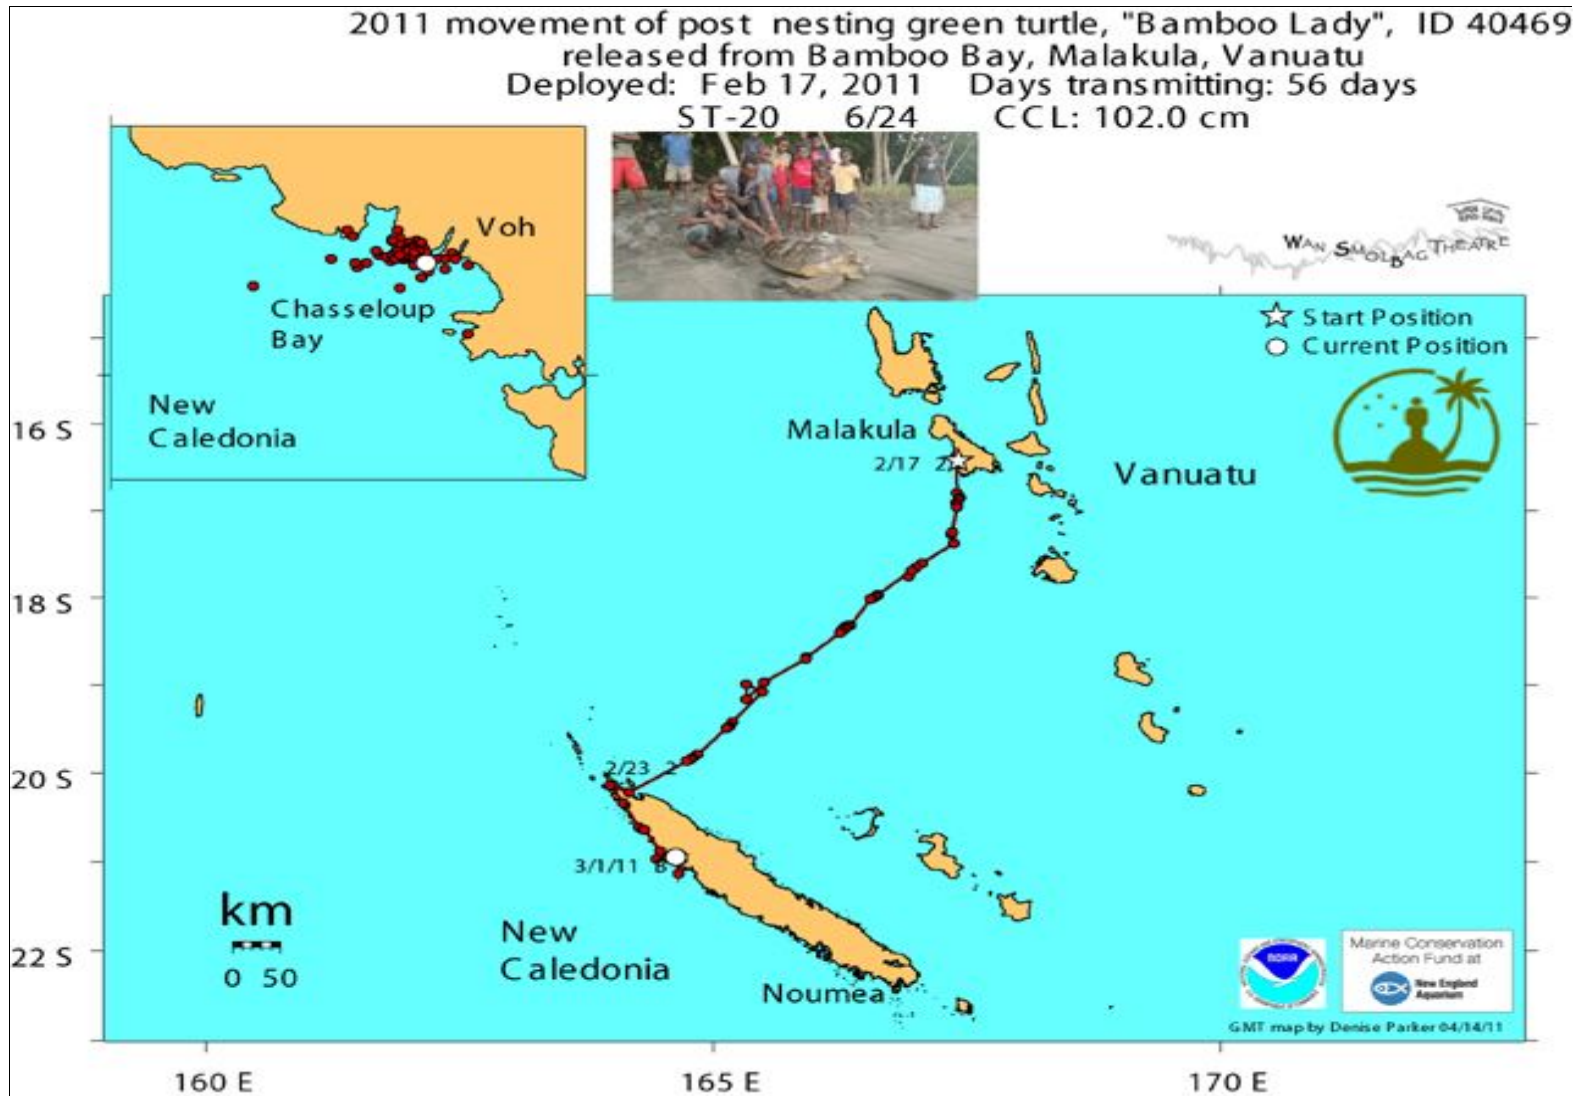 2011 movement of post nesting green turtle, "Bamboo Lady", ID 40469
released from Bamboo Bay, Malakula, Vanuatu
Deployed: Feb 17, 2011 Days transmitting: 56 days
ST-20 6/24 CCL: 102.0 cm
Voh
Chasseloup
Bay
New
Caledonia
WAN SMOLBAG THEATRE
Start Position
Current Position
16 S
Malakula
2/17 2
Vanuatu
18 S
20 S
2/23 2
3/1/11
km
0 50
New
Caledonia
22 S
Noumea
NOAA
Marine Conservation
Action Fund at
New England
Aquarium
GMT map by Denise Parker 04/14/11
160 E
165 E
170 E